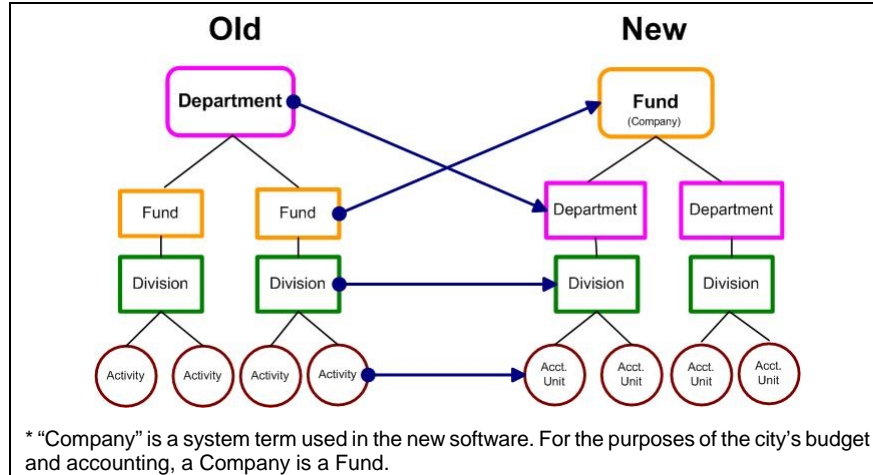 Old New
Department
Fund
(Company)
Fund Fund Department Department
Division Division Division Division
Activity Activity Activity Activity
Acct. Unit Acct. Unit Acct. Unit Acct. Unit
* “Company” is a system term used in the new software. For the purposes of the city’s budget
and accounting, a Company is a Fund.